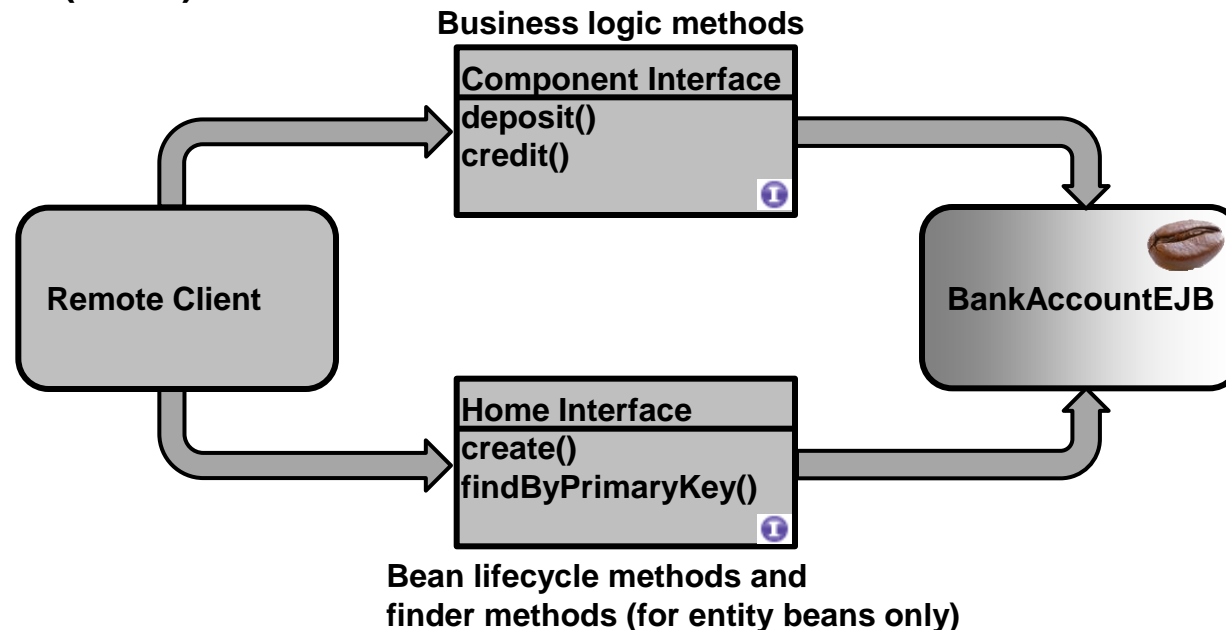 Business logic methods
Component Interface
deposit()
credit()
I
Remote Client
BankAccountEJB
Home Interface
create()
findByPrimaryKey()
I
Bean lifecycle methods and
finder methods (for entity beans only)